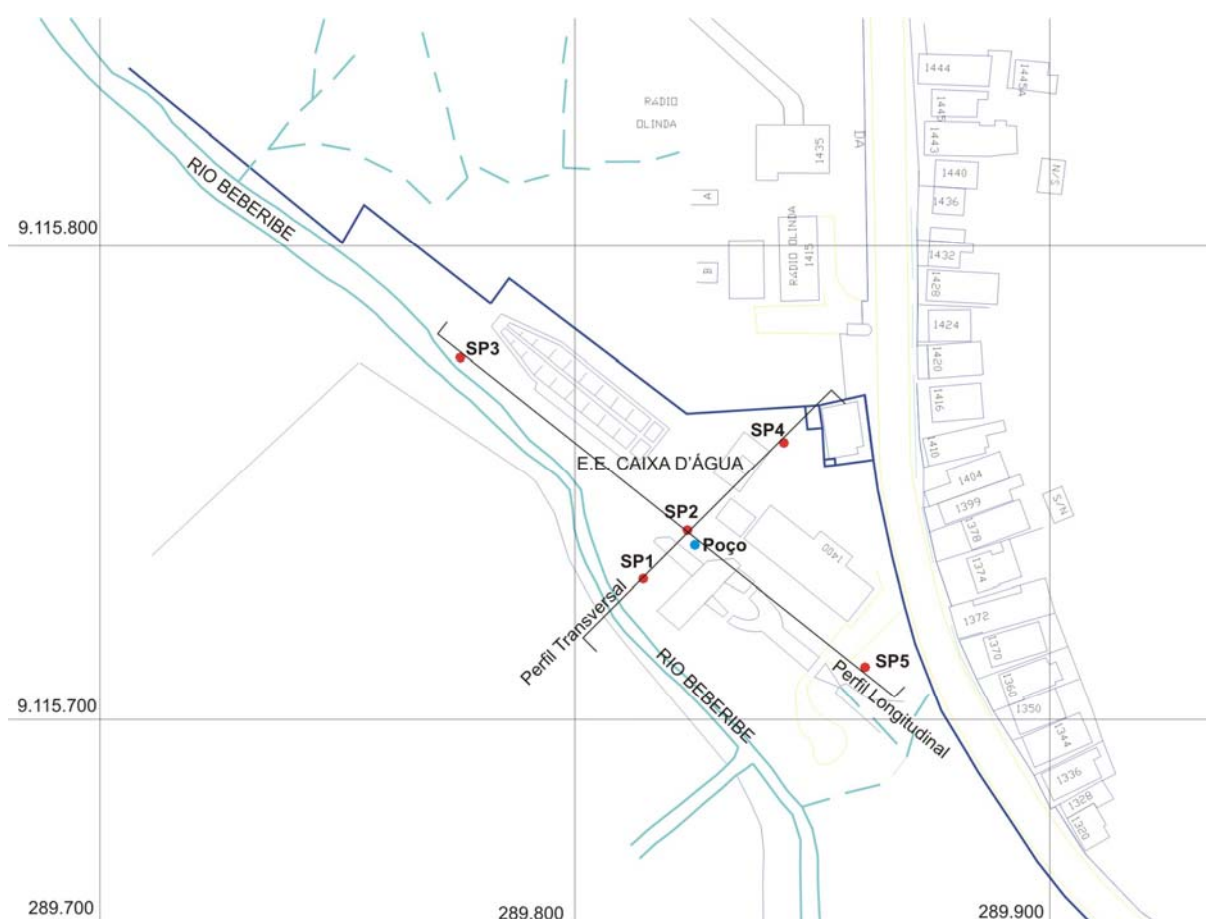 1444
1445A
1445
RADIO
OLINDA
1443
1435
DA
1440
S/N
1436
A
RIO BEBERIBE
9.115.800
RADIO OLINDA
1415
1432
B
1428
1424
SP3
1420
1416
SP4
1410
E.E. CAIXA D'ÁGUA
1404
1399
S/N
SP2
1378
Poço
1400
SP1
1374
Perfil Transversal
1372
1370
SP5
RIO BEBERIBE
Perfil Longitudinal
1360
1350
9.115.700
1344
1336
1328
1320
289.700
289.800
289.900